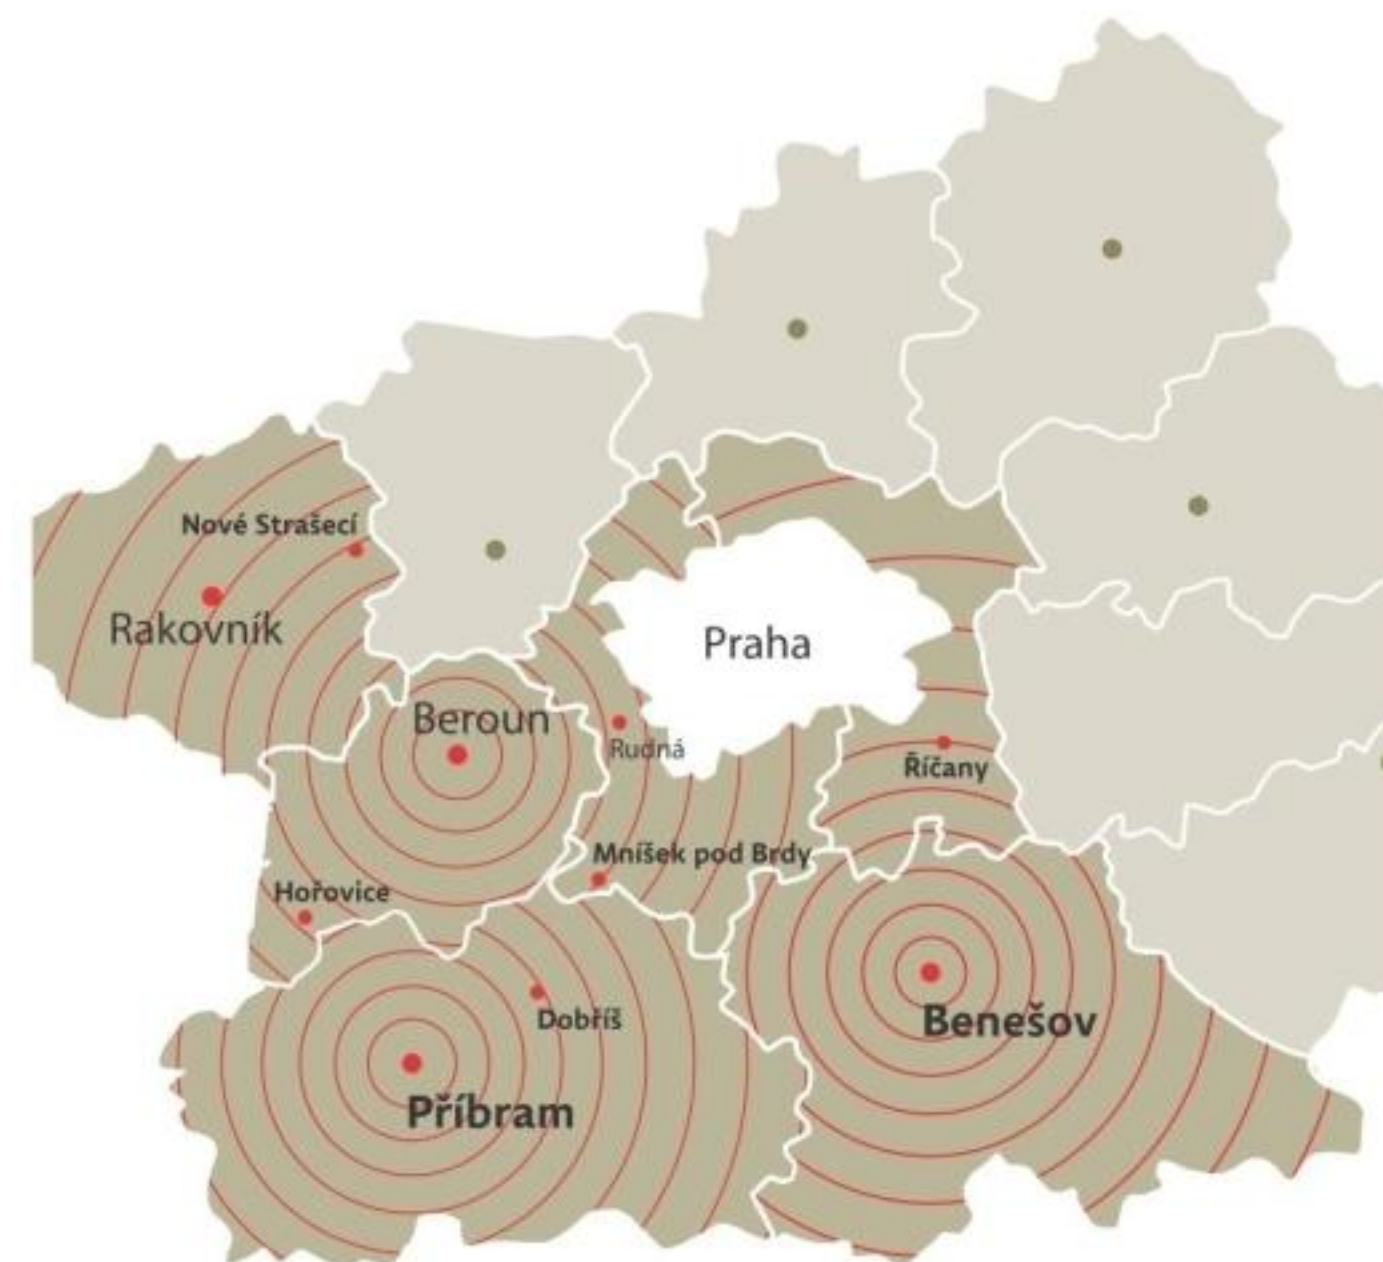 Nové Strašecí
Rakovník
Praha
Beroun
Rudná
Říčany
Mníšek pod Brdy
Hořovice
Dobříš
Benešov
Příbram